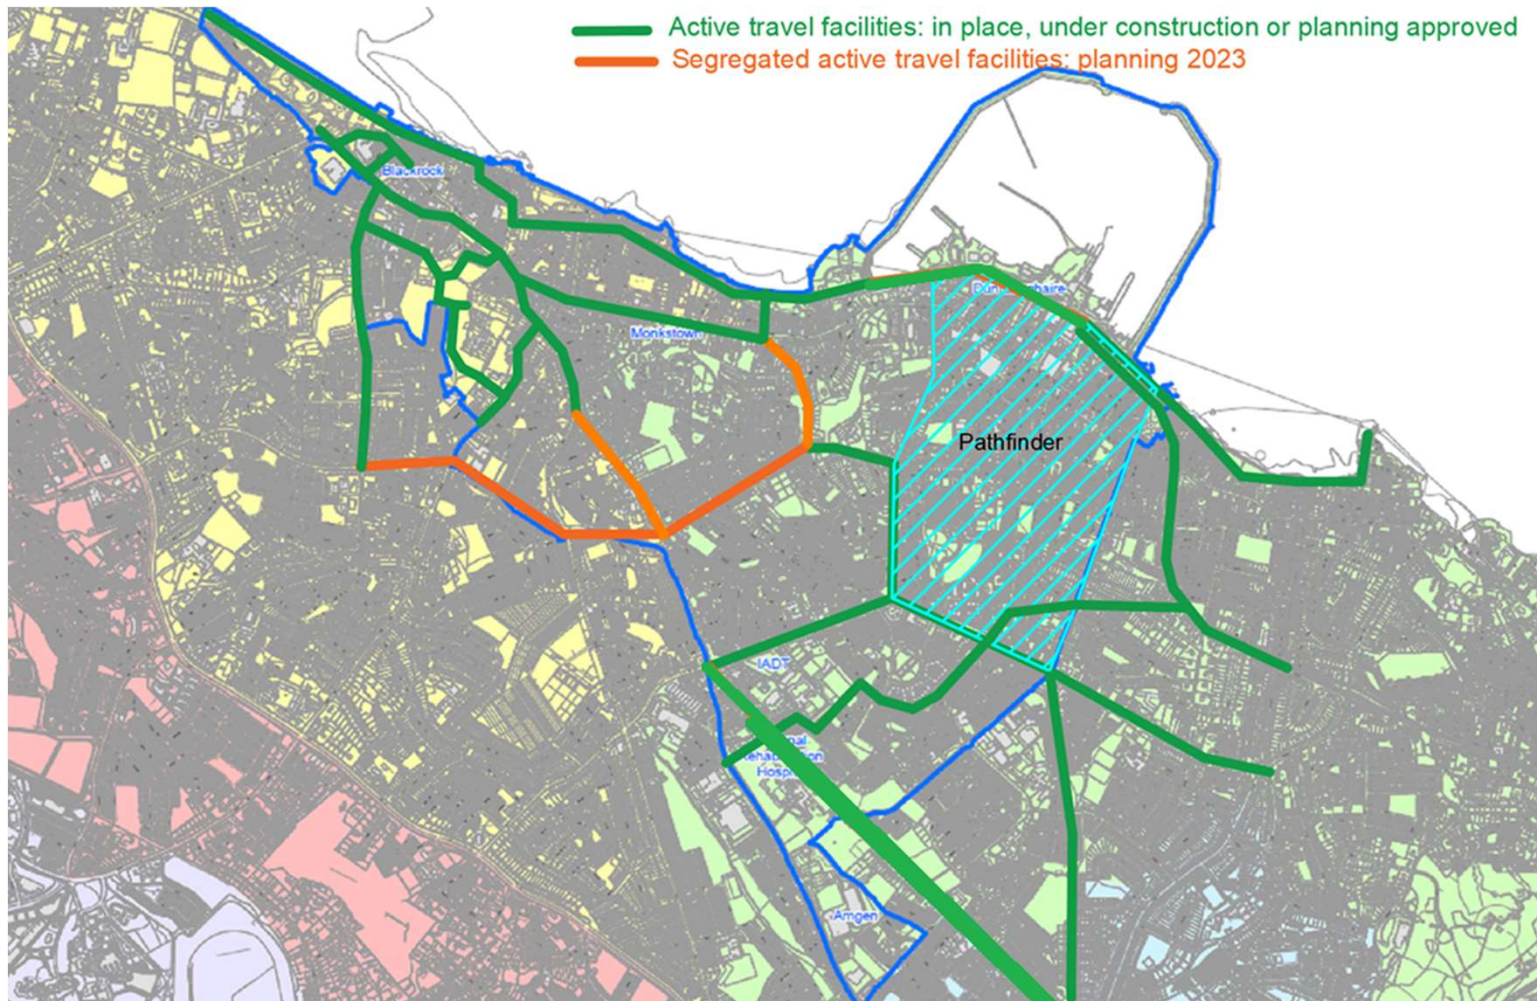 Active travel facilities: in place, under construction or planning approved
Segregated active travel facilities: planning 2023
Blackrock
Monkstown
Pathfinder
IADT
Hospital
Amgen